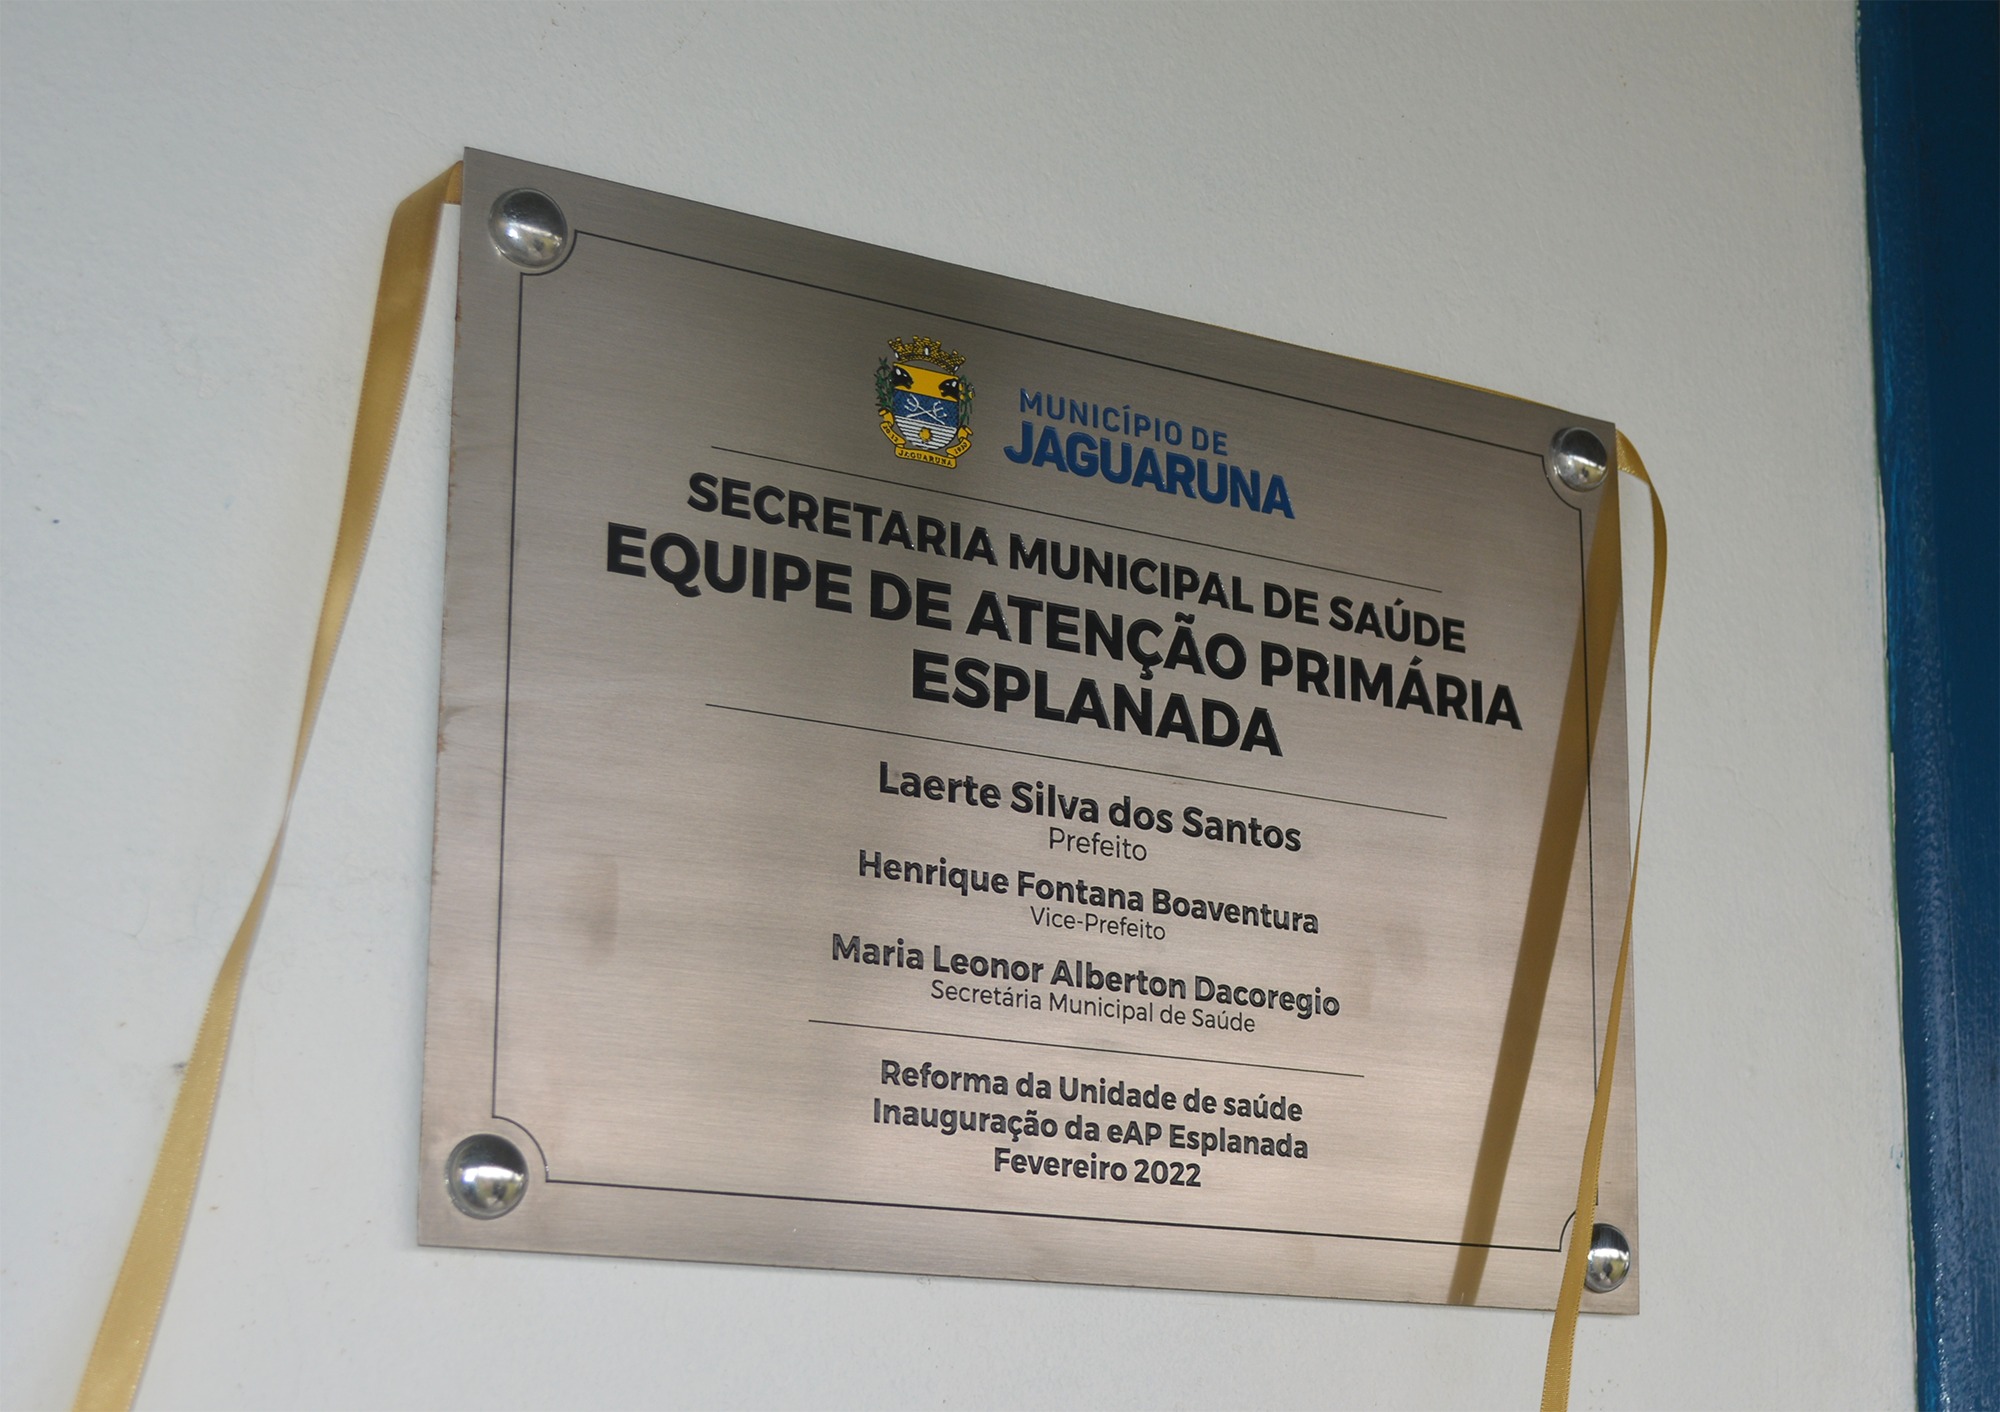 MUNICÍPIO DE
JAGUARUNA
JAGUARUNA
SECRETARIA MUNICIPAL DE SAÚDE
EQUIPE DE ATENÇÃO PRIMÁRIA
ESPLANADA
Laerte Silva dos Santos
Prefeito
Henrique Fontana Boaventura
Vice-Prefeito
Maria Leonor Alberton Dacoregio
Secretária Municipal de Saúde
Reforma da Unidade de saúde
Inauguração da eAP Esplanada
Fevereiro 2022